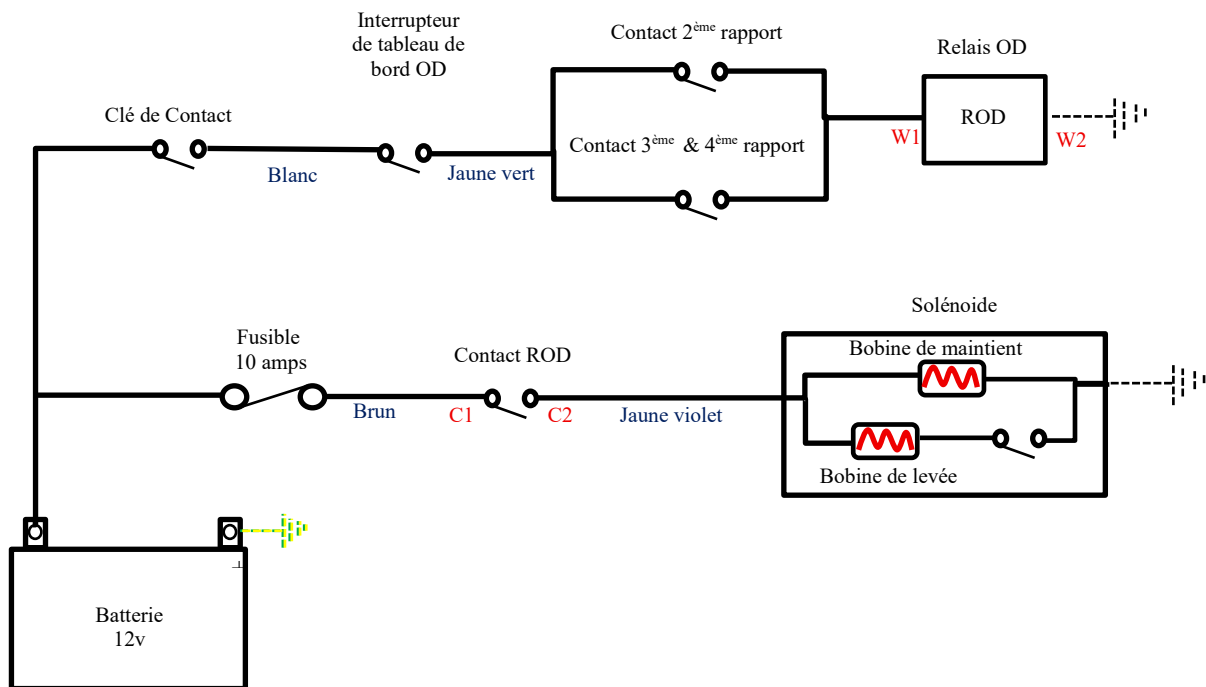 Interrupteur
de tableau de
bord OD
Contact 2ème rapport
Relais OD
Clé de Contact
ROD
Contact 3ème & 4ème rapport
W1
W2
Blanc
Jaune vert
Solénoide
Fusible
10 amps
Contact ROD
Bobine de maintient
Brun
C1
C2
Jaune violet
Bobine de levée
Batterie
12v